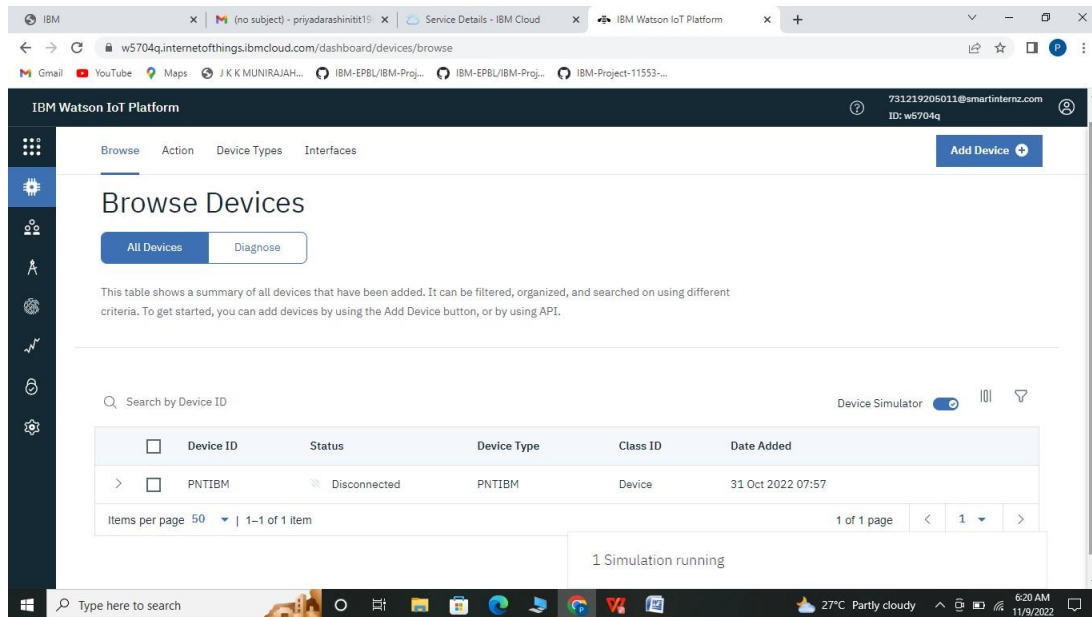 IBM
(no subject) - priyadarashinitit19
Service Details - IBM Cloud
IBM Watson IoT Platform
w5704q.internetofthings.ibmcloud.com/dashboard/devices/browse
P
Gmail YouTube Maps J K K MUNIRAJAH... IBM-EPBL/IBM-Proj... IBM-EPBL/IBM-Proj... IBM-Project-11553-...
IBM Watson IoT Platform
731219205011@smartinternz.com
ID: w5704q
Browse Action Device Types Interfaces
Add Device
Browse Devices
All Devices Diagnose
This table shows a summary of all devices that have been added. It can be filtered, organized, and searched on using different
criteria. To get started, you can add devices by using the Add Device button, or by using API.
Search by Device ID
Device Simulator
Device ID Status Device Type Class ID Date Added
PNTIBM Disconnected PNTIBM Device 31 Oct 2022 07:57
Items per page 50 | 1–1 of 1 item
1 of 1 page < 1 >
1 Simulation running
Type here to search
27°C Partly cloudy
6:20 AM
11/9/2022